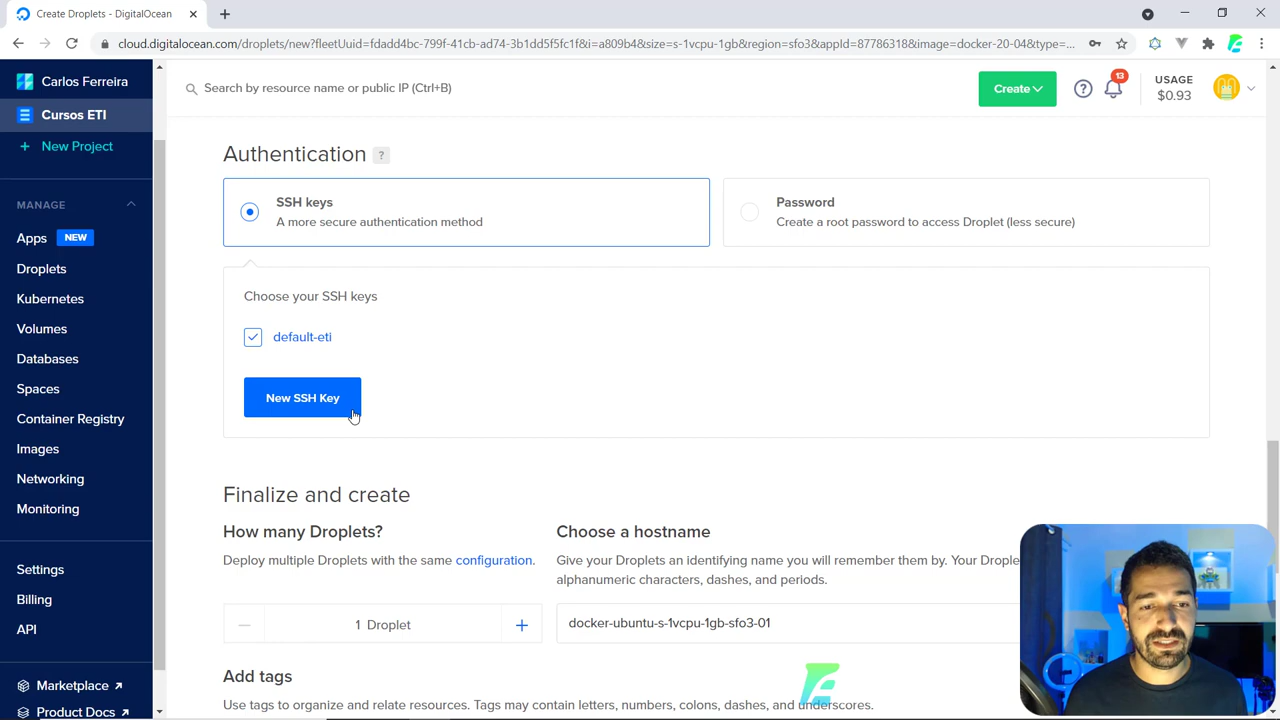 Create Droplets - DigitalOcean
cloud.digitalocean.com/droplets/new?fleetUuid=fdadd4bc-799f-41cb-ad74-3b1d45f5fc1f&i=a809b4&size=s-1vcpu-1gb&region=sfo3&appId=87786318&image=docker-20-04&type=...
Carlos Ferreira
Cursos ETI
+ New Project
MANAGE
Apps NEW
Droplets
Kubernetes
Volumes
Databases
Spaces
Container Registry
Images
Networking
Monitoring
Settings
Billing
API
Marketplace
Product Docs
Search by resource name or public IP (Ctrl+B)
Create
?
13
USAGE
$0.93
Authentication ?
SSH keys
A more secure authentication method
Password
Create a root password to access Droplet (less secure)
Choose your SSH keys
default-eti
New SSH Key
Finalize and create
How many Droplets?
Deploy multiple Droplets with the same configuration.
1 Droplet
Choose a hostname
Give your Droplets an identifying name you will remember them by. Your Drople
alphanumeric characters, dashes, and periods.
docker-ubuntu-s-1vcpu-1gb-sfo3-01
Add tags
Use tags to organize and relate resources. Tags may contain letters, numbers, colons, dashes, and underscores.